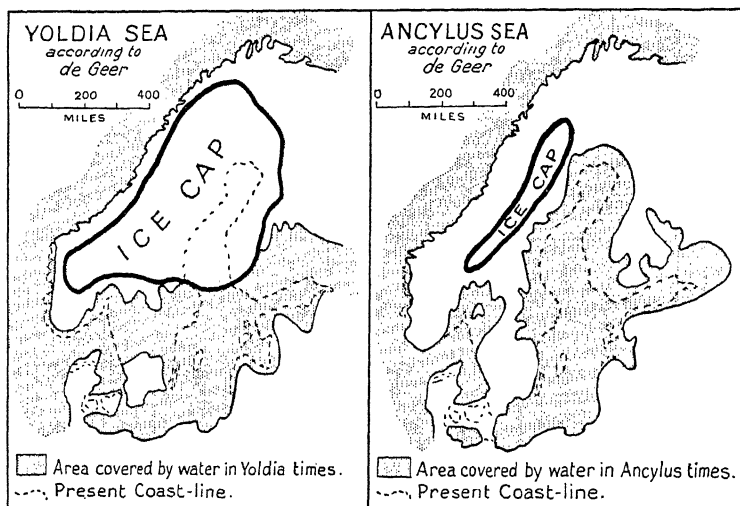 YOLDIA SEA
according to
de Geer
0 200 400
MILES
ICE CAP
Area covered by water in Yoldia times.
Present Coast-line.
ANCYLUS SEA
according to
de Geer
0 200 400
MILES
ICE CAP
Area covered by water in Ancylus times.
Present Coast-line.